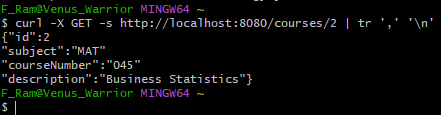 F_Ram@Venus_Warrior MINGW64 ~
$ curl -X GET -s http://localhost:8080/courses/2 | tr ',' '\n'
{"id":2
"subject":"MAT"
"courseNumber":"045"
"description":"Business Statistics"}
F_Ram@Venus_Warrior MINGW64 ~
$